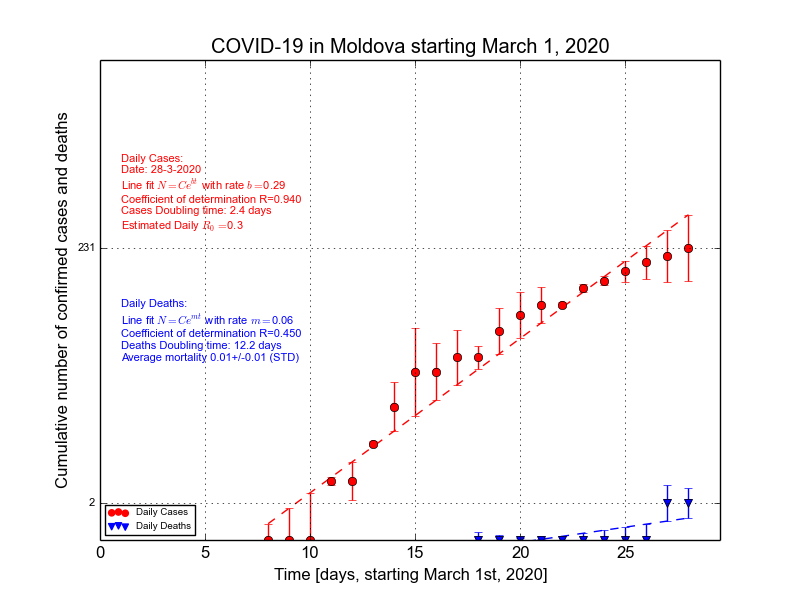 COVID-19 in Moldova starting March 1, 2020
Cumulative number of confirmed cases and deaths
231
2
Daily Cases:
Date: 28-3-2020
Line fit N=Ce^{bt} with rate b=0.29
Coefficient of determination R=0.940
Cases Doubling time: 2.4 days
Estimated Daily R_0=0.3
Daily Deaths:
Line fit N=Ce^{mt} with rate m=0.06
Coefficient of determination R=0.450
Deaths Doubling time: 12.2 days
Average mortality 0.01+/-0.01 (STD)
Daily Cases
Daily Deaths
0 5 10 15 20 25
Time [days, starting March 1st, 2020]